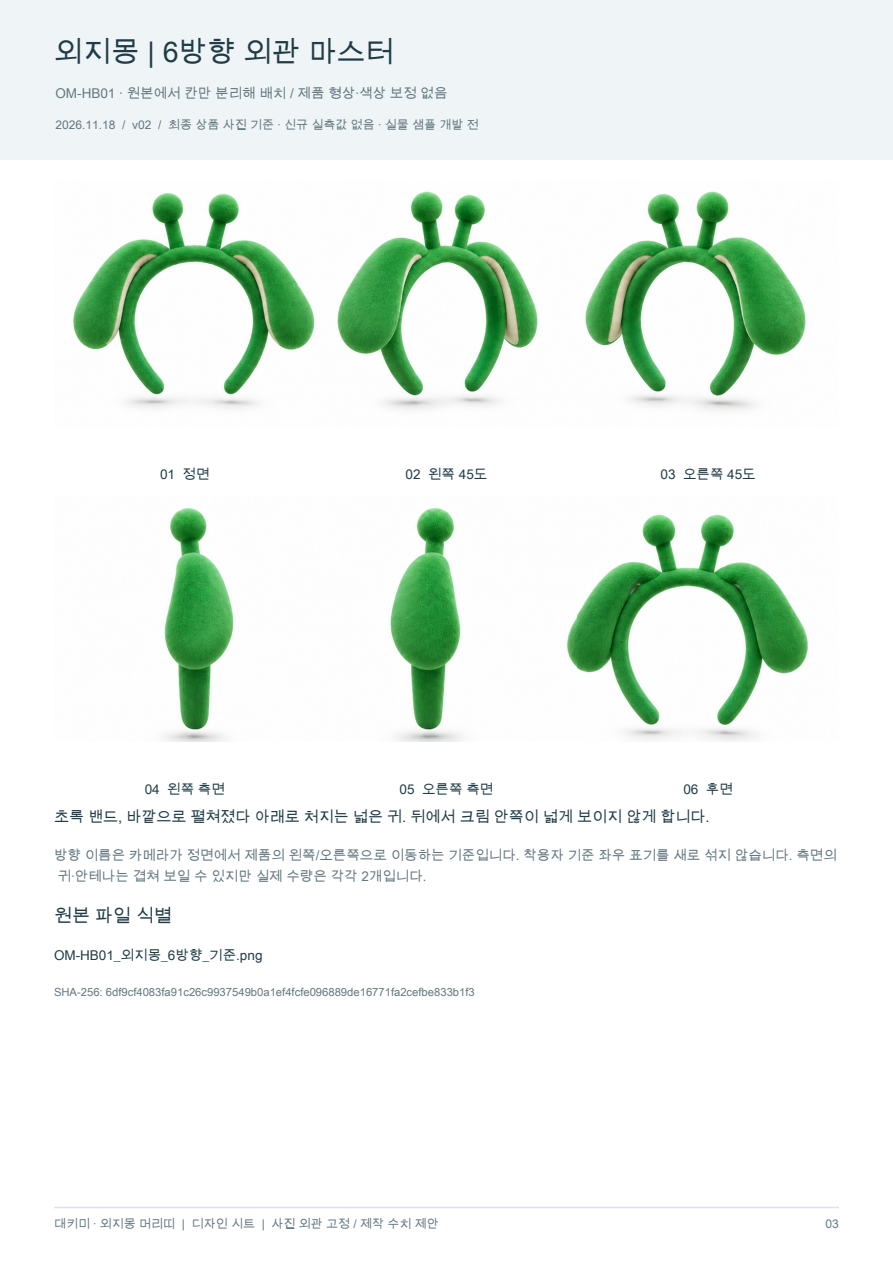 외지몽 | 6방향 외관 마스터
OM-HB01 · 원본에서 칸만 분리해 배치 / 제품 형상·색상 보정 없음
2026.11.18 / v02 / 최종 상품 사진 기준 · 신규 실측값 없음 · 실물 샘플 개발 전
01 정면
02 왼쪽 45도
03 오른쪽 45도
04 왼쪽 측면
05 오른쪽 측면
06 후면
초록 밴드, 바깥으로 펼쳐졌다 아래로 처지는 넓은 귀. 뒤에서 크림 안쪽이 넓게 보이지 않게 합니다.
방향 이름은 카메라가 정면에서 제품의 왼쪽/오른쪽으로 이동하는 기준입니다. 착용자 기준 좌우 표기를 새로 섞지 않습니다. 측면의
귀·안테나는 겹쳐 보일 수 있지만 실제 수량은 각각 2개입니다.
원본 파일 식별
OM-HB01_외지몽_6방향_기준.png
SHA-256: 6df9cf4083fa91c26c9937549b0a1ef4fcfe096889de16771fa2cefbe833b1f3
대키미 · 외지몽 머리띠 | 디자인 시트 | 사진 외관 고정 / 제작 수치 제안
03